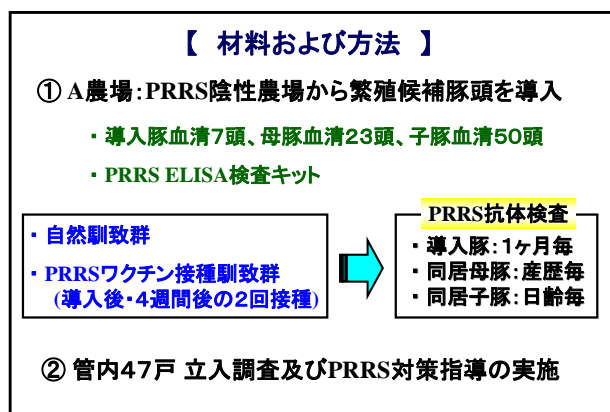 【 材料および方法 】
① A農場：PRRS陰性農場から繁殖候補豚頭を導入
・ 導入豚血清7頭、母豚血清23頭、子豚血清50頭
・ PRRS ELISA検査キット
・ 自然馴致群
・ PRRSワクチン接種馴致群
(導入後・4週間後の2回接種)
PRRS抗体検査
・ 導入豚：1ヶ月毎
・ 同居母豚：産歴毎
・ 同居子豚：日齢毎
② 管内47戸 立入調査及びPRRS対策指導の実施